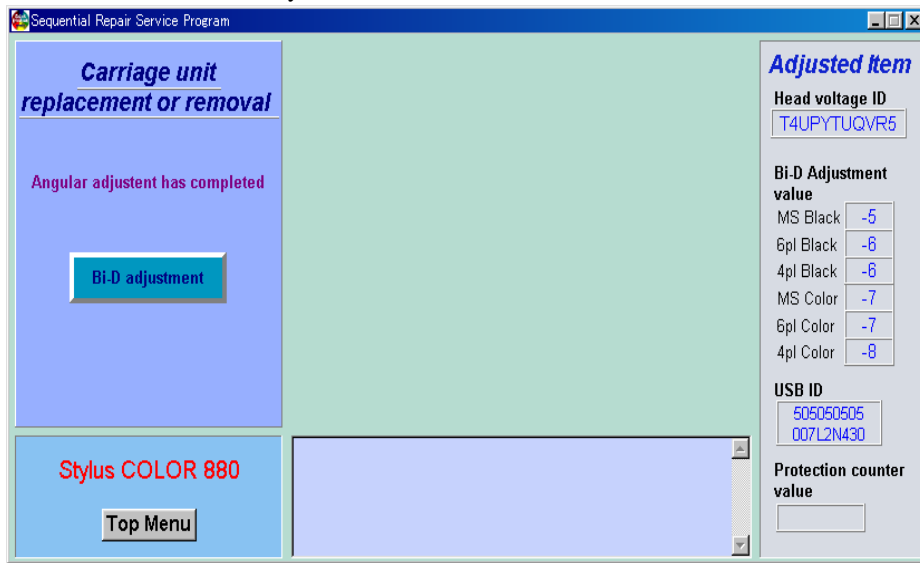 Sequential Repair Service Program
Carriage unit
replacement or removal
Angular adjustent has completed
Bi-D adjustment
Stylus COLOR 880
Top Menu
Adjusted Item
Head voltage ID
T4UPYTUQVR5
Bi-D Adjustment
value
MS Black -5
6pl Black -6
4pl Black -6
MS Color -7
6pl Color -7
4pl Color -8
USB ID
505050505
007L2N430
Protection counter
value